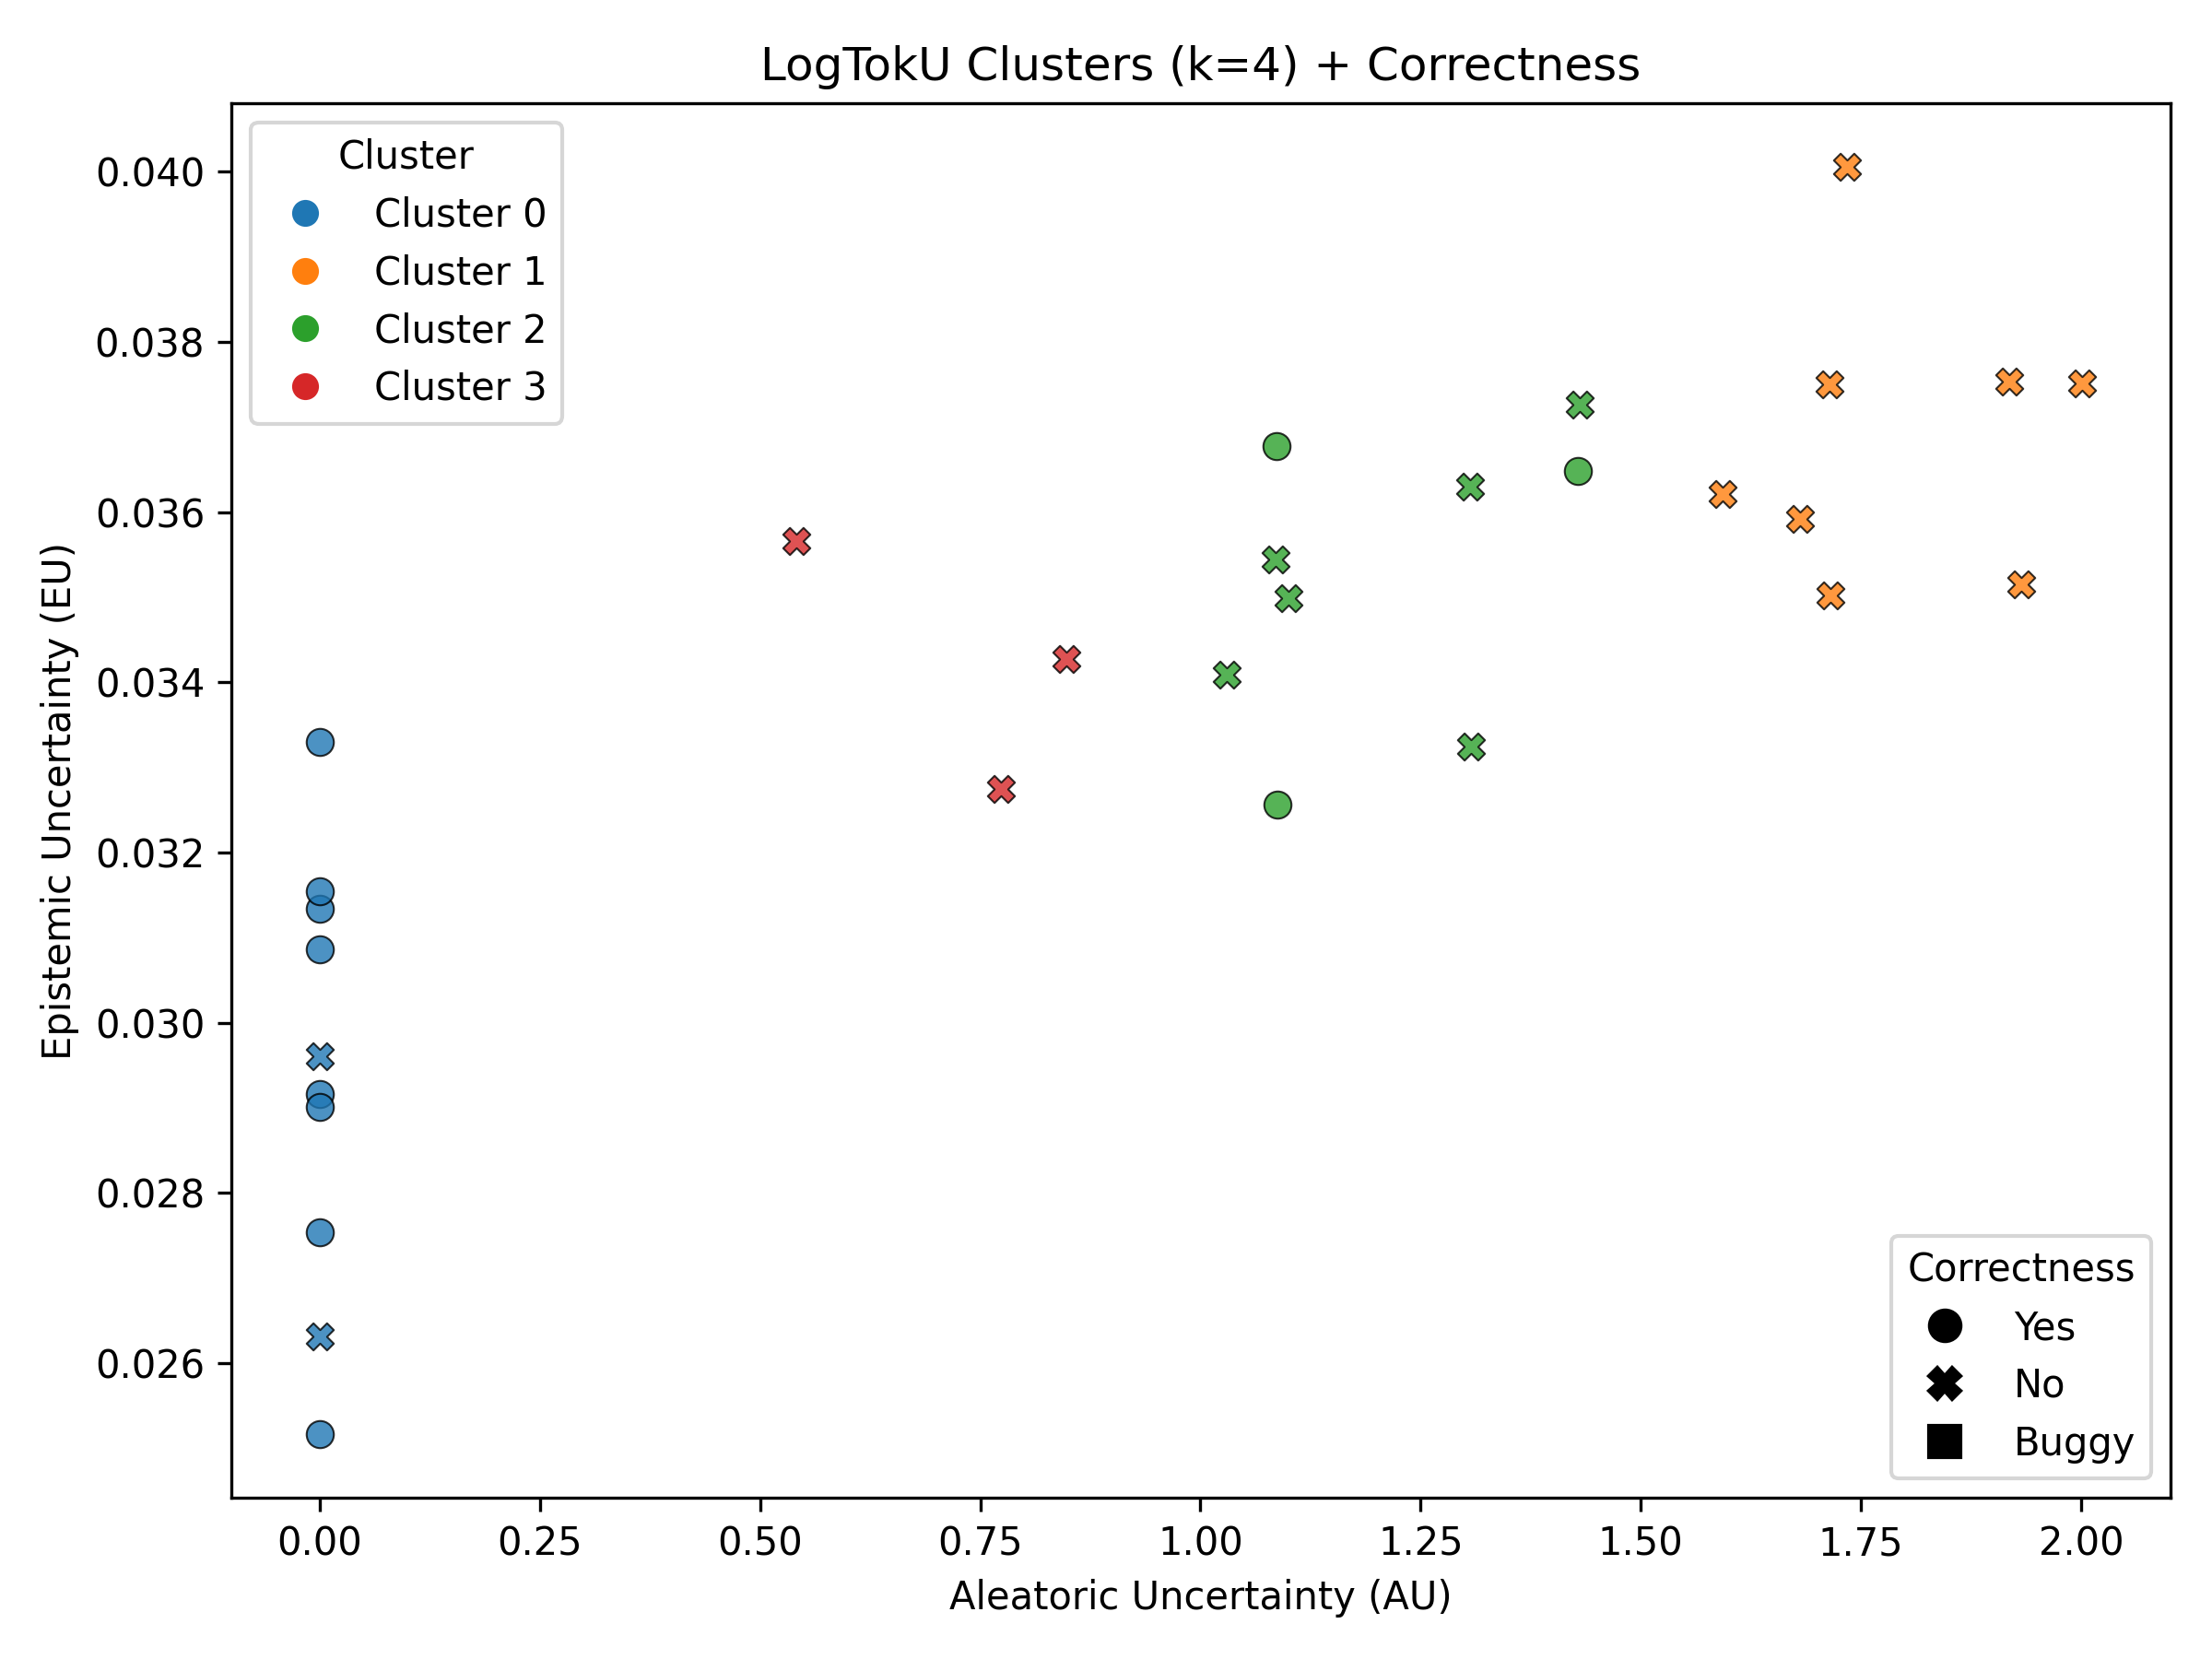 LogTokU Clusters (k=4) + Correctness
Cluster
Cluster 0
Cluster 1
Cluster 2
Cluster 3
0.040
0.038
0.036
0.034
0.032
0.030
0.028
0.026
Epistemic Uncertainty (EU)
Correctness
Yes
No
Buggy
0.00 0.25 0.50 0.75 1.00 1.25 1.50 1.75 2.00
Aleatoric Uncertainty (AU)